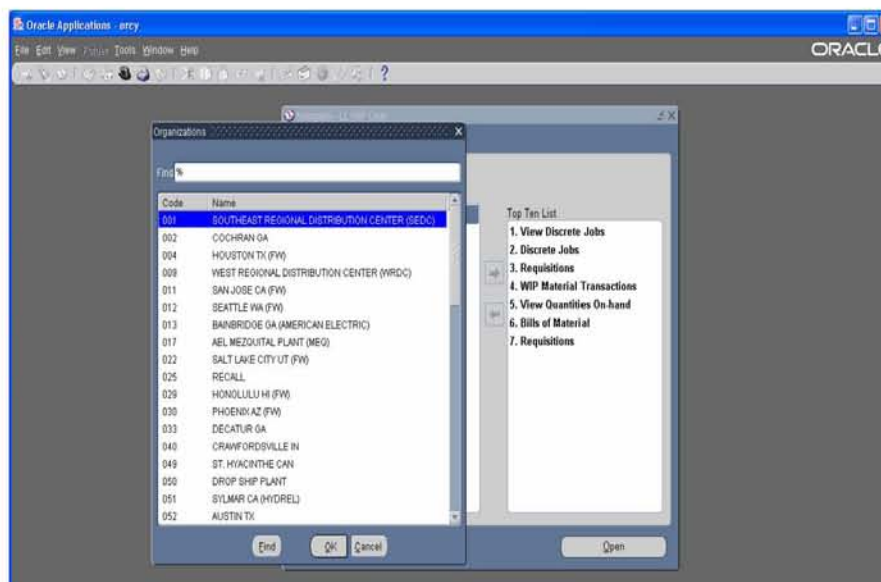 Oracle Applications - ercy
File Edit View Folder Tools Window Help
ORACLE
Organizations
Find %
Code Name
001 SOUTHEAST REGIONAL DISTRIBUTION CENTER (SEDC)
002 COCHRAN GA
004 HOUSTON TX (FW)
009 WEST REGIONAL DISTRIBUTION CENTER (WRDC)
011 SAN JOSE CA (FW)
012 SEATTLE WA (FW)
013 BAINBRIDGE GA (AMERICAN ELECTRIC)
017 AEL MEZQUITAL PLANT (MEQ)
022 SALT LAKE CITY UT (FW)
025 RECALL
029 HONOLULU HI (FW)
030 PHOENIX AZ (FW)
033 DECATUR GA
040 CRAWFORDSVILLE IN
049 ST. HYACINTHE CAN
050 DROP SHIP PLANT
051 SYLMAR CA (HYDREL)
052 AUSTIN TX
Find OK Cancel
Top Ten List
1. View Discrete Jobs
2. Discrete Jobs
3. Requisitions
4. WIP Material Transactions
5. View Quantities On-hand
6. Bills of Material
7. Requisitions
Open